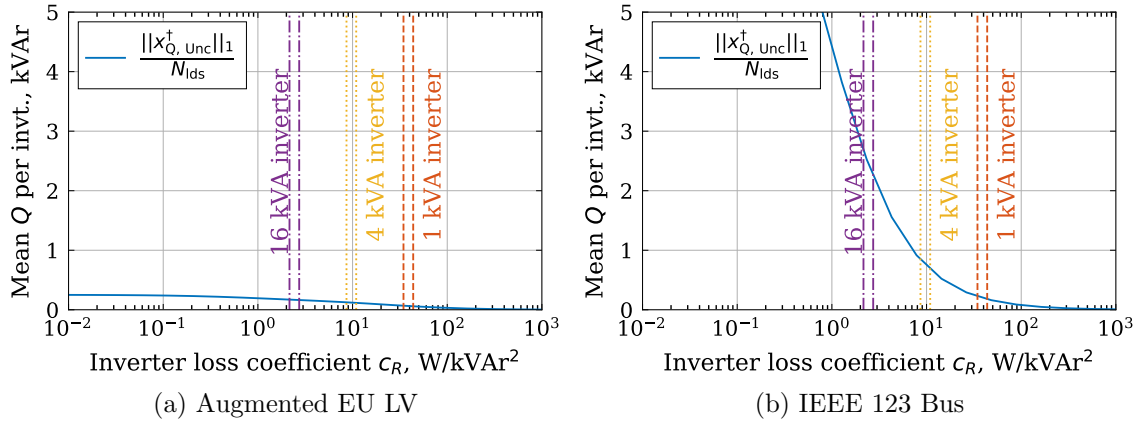 5
4
3
2
1
0
Mean Q per invt., kVAr
||x†Q, Unc||1
Nlds
16 kVA inverter
4 kVA inverter
1 kVA inverter
10−2 10−1 100 101 102 103
Inverter loss coefficient cR, W/kVAr2
(a) Augmented EU LV
5
4
3
2
1
0
Mean Q per invt., kVAr
||x†Q, Unc||1
Nlds
16 kVA inverter
4 kVA inverter
1 kVA inverter
10−2 10−1 100 101 102 103
Inverter loss coefficient cR, W/kVAr2
(b) IEEE 123 Bus